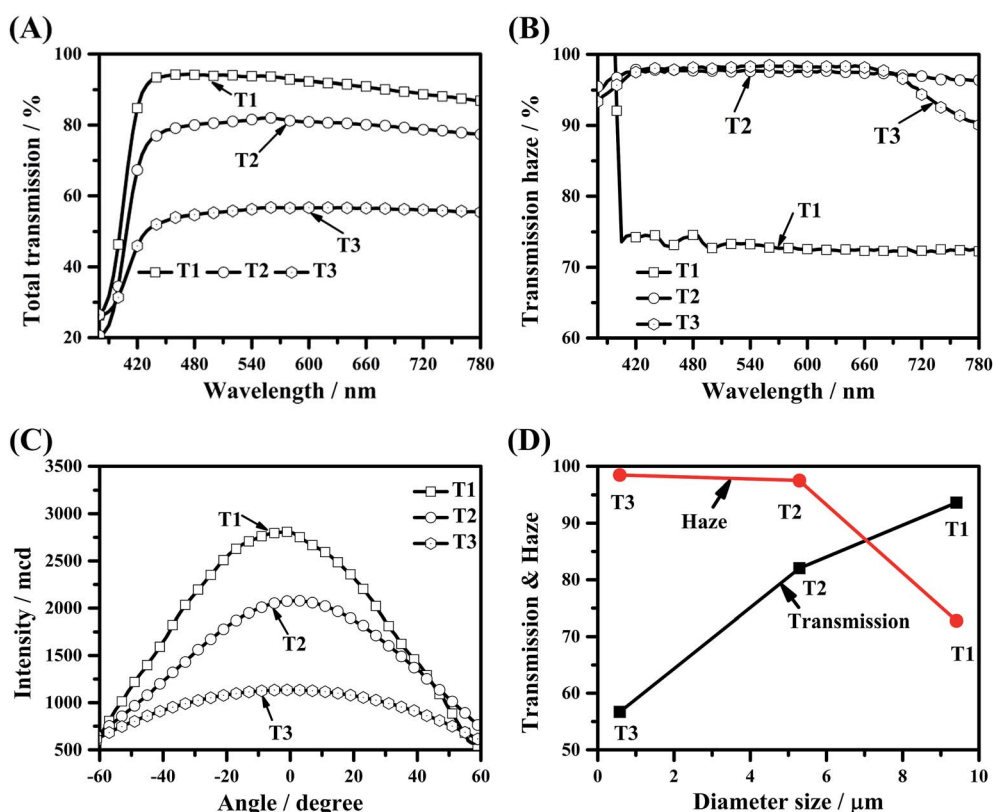 (A)
100
80
60
40
20
Total transmission / %
T1
T2
T3
T1 T2 T3
420 480 540 600 660 720 780
Wavelength / nm
(B)
100
95
90
75
70
60
Transmission haze / %
T2
T3
T1
T1
T2
T3
420 480 540 600 660 720 780
Wavelength / nm
(C)
3500
3000
2500
2000
1500
1000
500
Intensity / mcd
T1
T2
T3
T1
T2
T3
-60 -40 -20 0 20 40 60
Angle / degree
(D)
100
90
80
70
60
50
Transmission & Haze
T3
Haze
T2
T1
T2
Transmission
T1
T3
0 2 4 6 8 10
Diameter size / μm